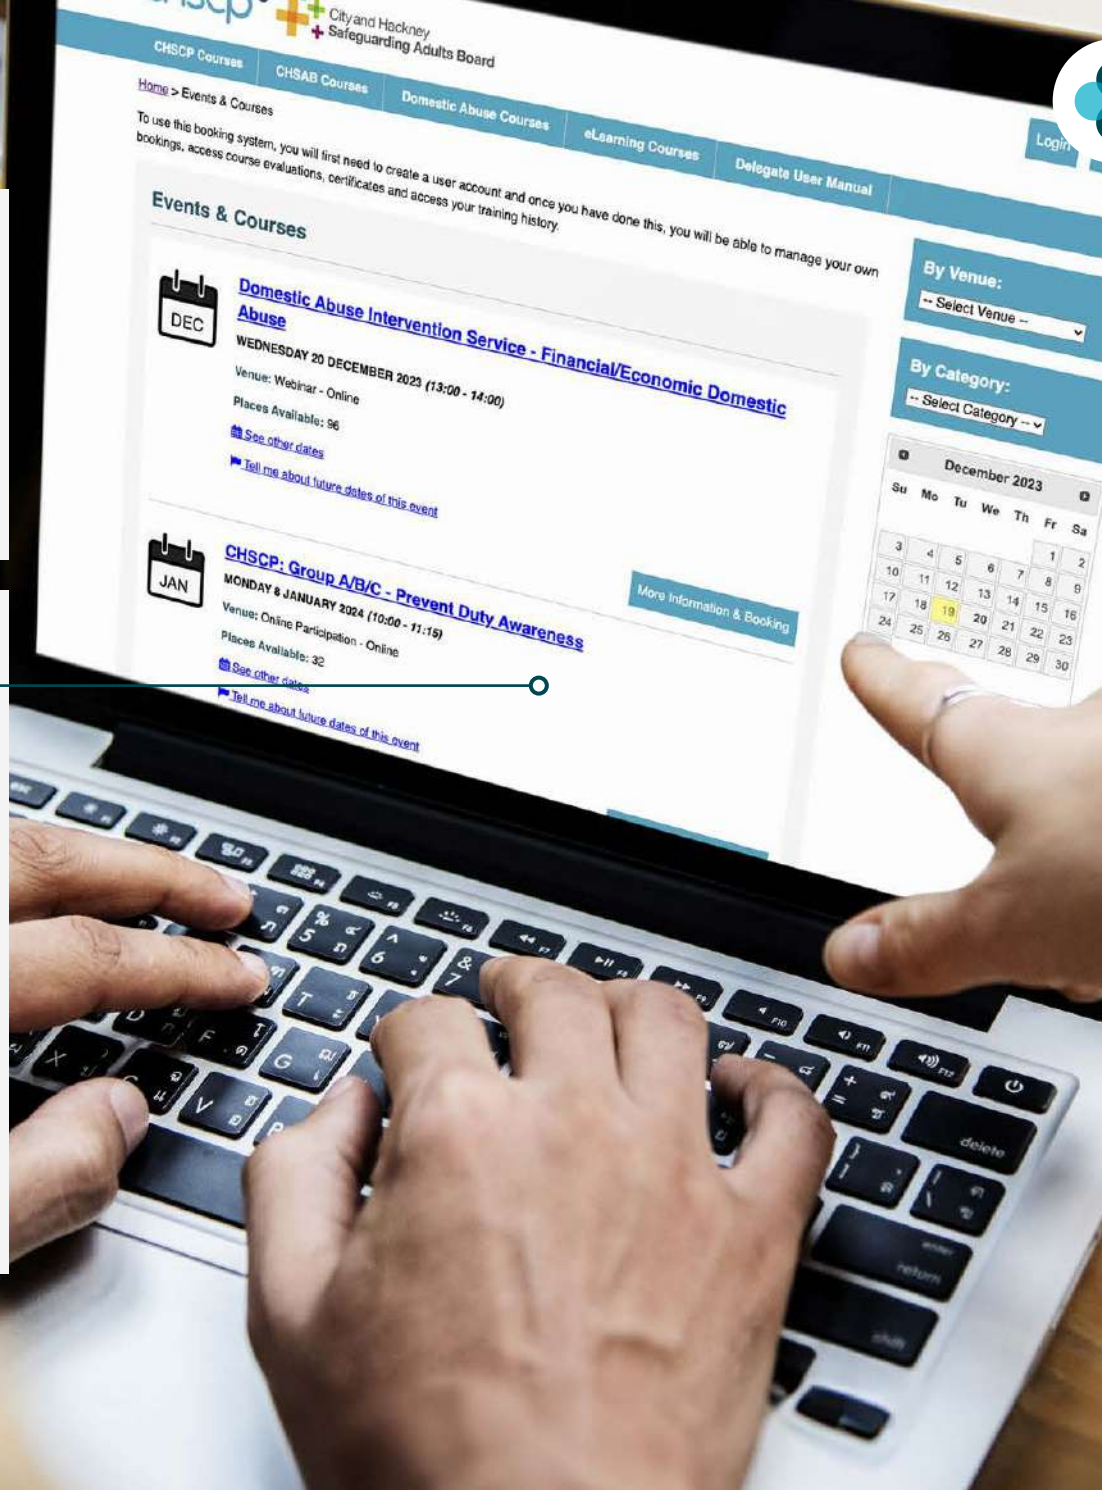 City and Hackney
Safeguarding Adults Board
CHSCP Courses
CHSAB Courses
Domestic Abuse Courses
eLearning Courses
Delegate User Manual
Login
Home > Events & Courses
To use this booking system, you will first need to create a user account and once you have done this, you will be able to manage your own
bookings, access course evaluations, certificates and access your training history.
Events & Courses
DEC
Domestic Abuse Intervention Service - Financial/Economic Domestic
Abuse
WEDNESDAY 20 DECEMBER 2023 (13:00 - 14:00)
Venue: Webinar - Online
Places Available: 96
See other dates
Tell me about future dates of this event
More Information & Booking
JAN
CHSCP: Group A/B/C - Prevent Duty Awareness
MONDAY 8 JANUARY 2024 (10:00 - 11:15)
Venue: Online Participation - Online
Places Available: 32
See other dates
Tell me about future dates of this event
By Venue:
-- Select Venue --
By Category:
-- Select Category --
December 2023
Su Mo Tu We Th Fr Sa
1 2
3 4 5 6 7 8 9
10 11 12 13 14 15 16
17 18 19 20 21 22 23
24 25 26 27 28 29 30
esc
F7
F10
F11
F12
% 5
^ 6
& 7
T
D
F
G
X
C
V
+ =
delete
enter
return
shift